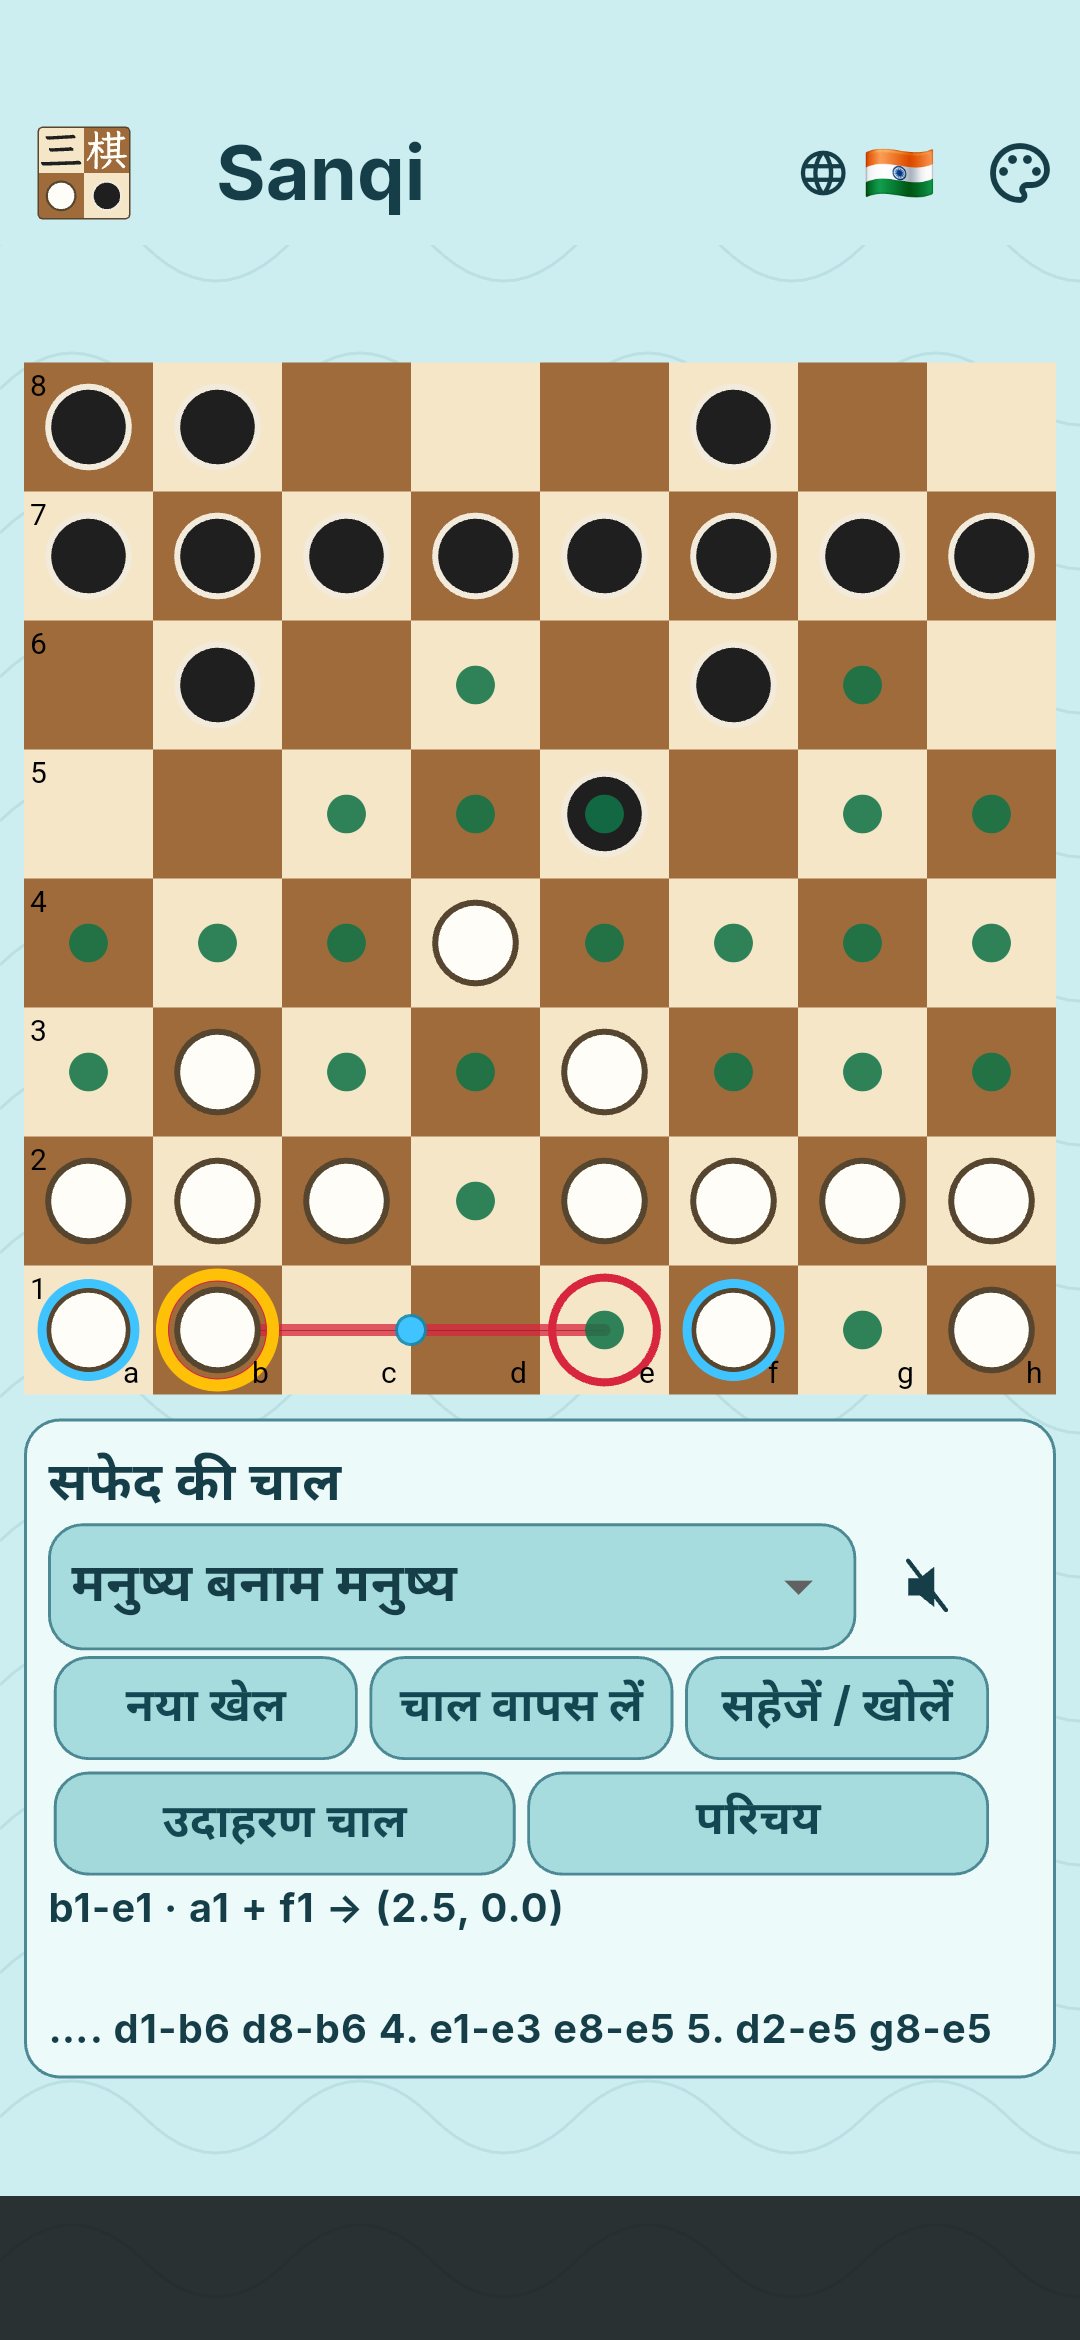 三棋
Sanqi
8
7
6
5
4
3
2
1
a b c d e f g h
सफेद की चाल
मनुष्य बनाम मनुष्य
नया खेल चाल वापस लें सहेजें / खोलें
उदाहरण चाल परिचय
b1-e1 · a1 + f1 → (2.5, 0.0)
.... d1-b6 d8-b6 4. e1-e3 e8-e5 5. d2-e5 g8-e5